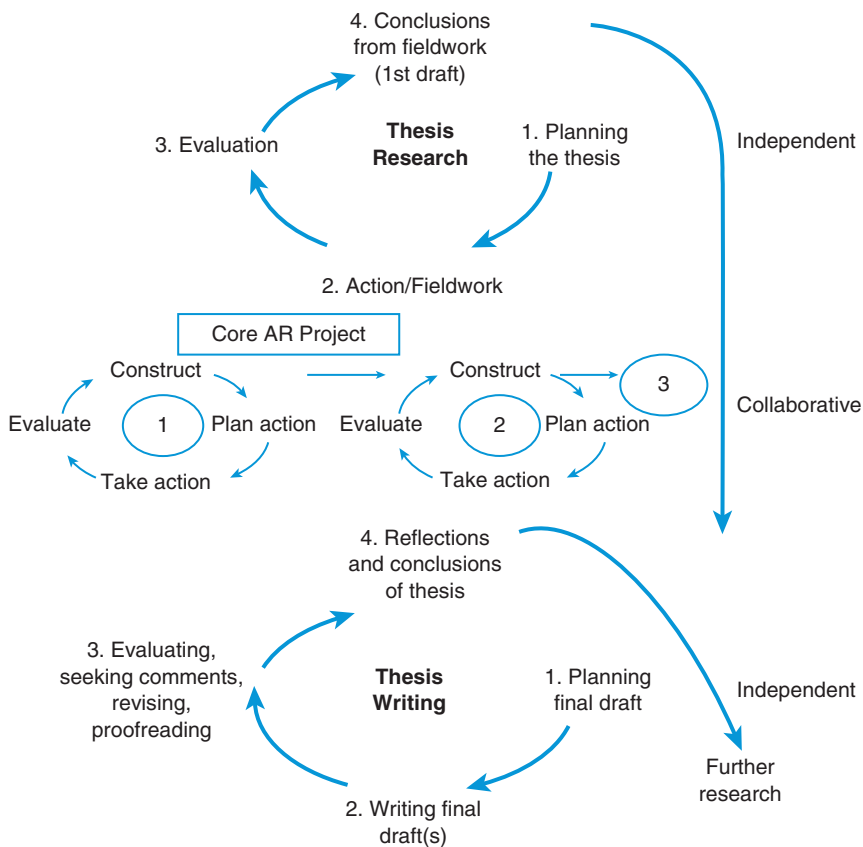 4. Conclusions
from fieldwork
(1st draft)
Thesis
Research
1. Planning
the thesis
3. Evaluation
Independent
2. Action/Fieldwork
Core AR Project
Construct
Evaluate
1
Plan action
Take action
Construct
Evaluate
2
Plan action
Take action
3
Collaborative
4. Reflections
and conclusions
of thesis
3. Evaluating,
seeking comments,
revising,
proofreading
Thesis
Writing
1. Planning
final draft
Independent
Further
research
2. Writing final
draft(s)